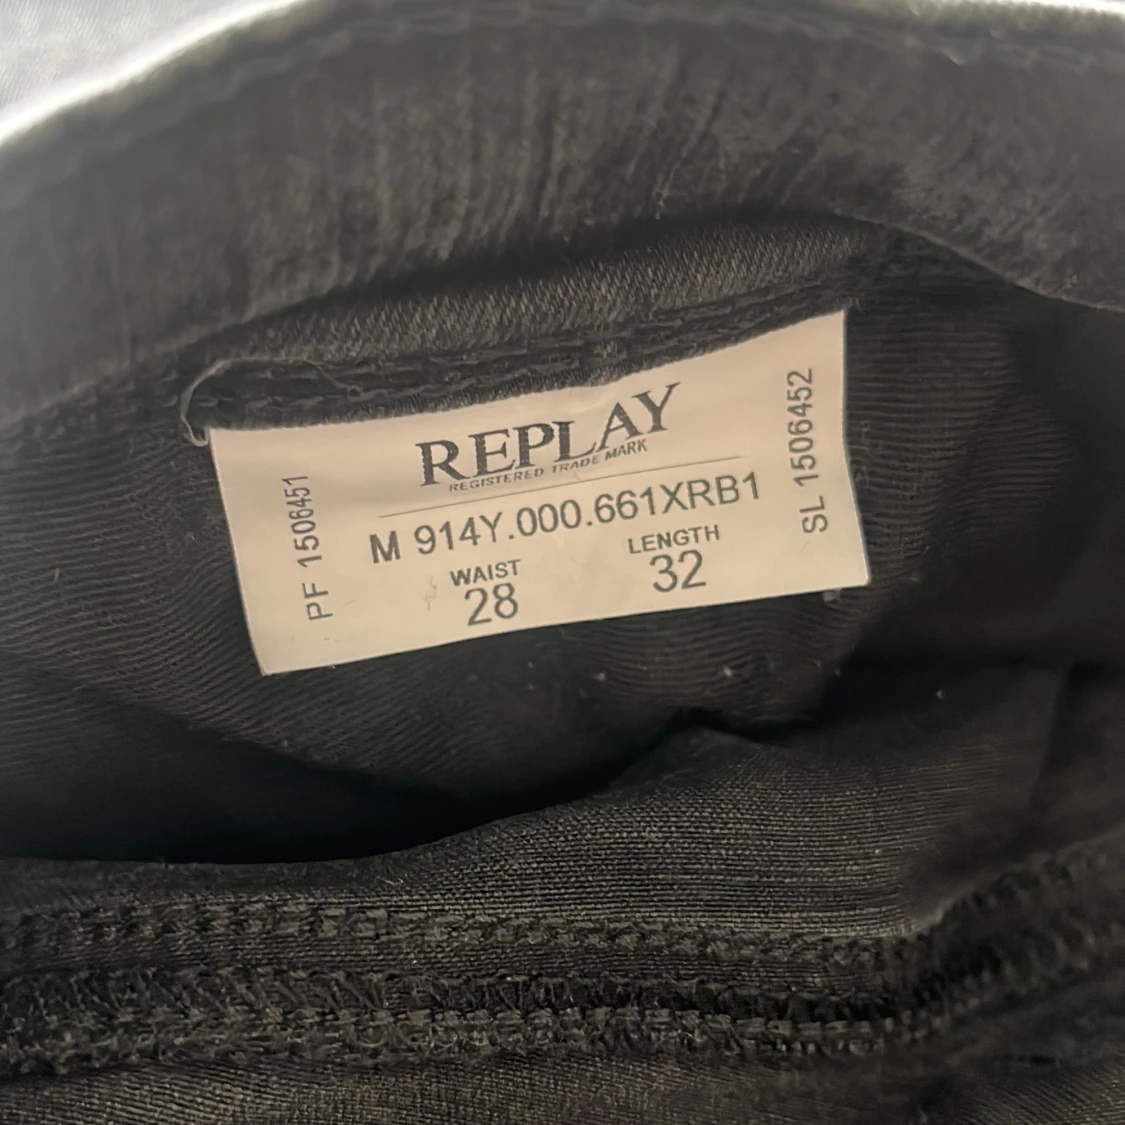 REPLAY
REGISTERED TRADE MARK
M 914Y.000.661XRB1
WAIST
28
LENGTH
32
PF 1506451
SL 1506452